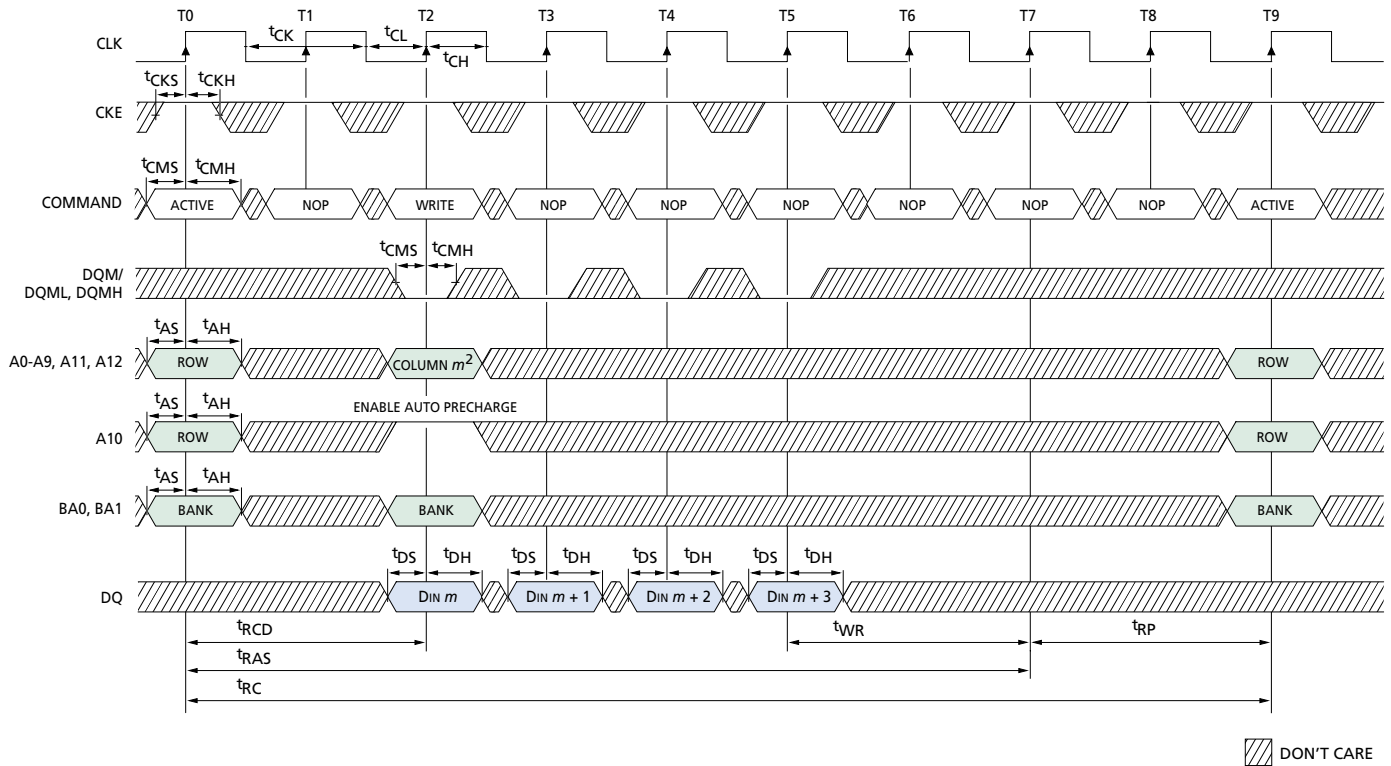 T0 T1 T2 T3 T4 T5 T6 T7 T8 T9
CLK
tCK tCL
tCH
tCKS tCKH
CKE
tCMS tCMH
COMMAND ACTIVE NOP WRITE NOP NOP NOP NOP NOP NOP ACTIVE
tCMS tCMH
DQM/
DQML, DQMH
tAS tAH
A0-A9, A11, A12 ROW COLUMN m² ROW
tAS tAH
ENABLE AUTO PRECHARGE
A10 ROW ROW
tAS tAH
BA0, BA1 BANK BANK BANK
tDS tDH tDS tDH tDS tDH tDS tDH
DQ DIN m DIN m + 1 DIN m + 2 DIN m + 3
tRCD tWR tRP
tRAS
tRC
DON'T CARE